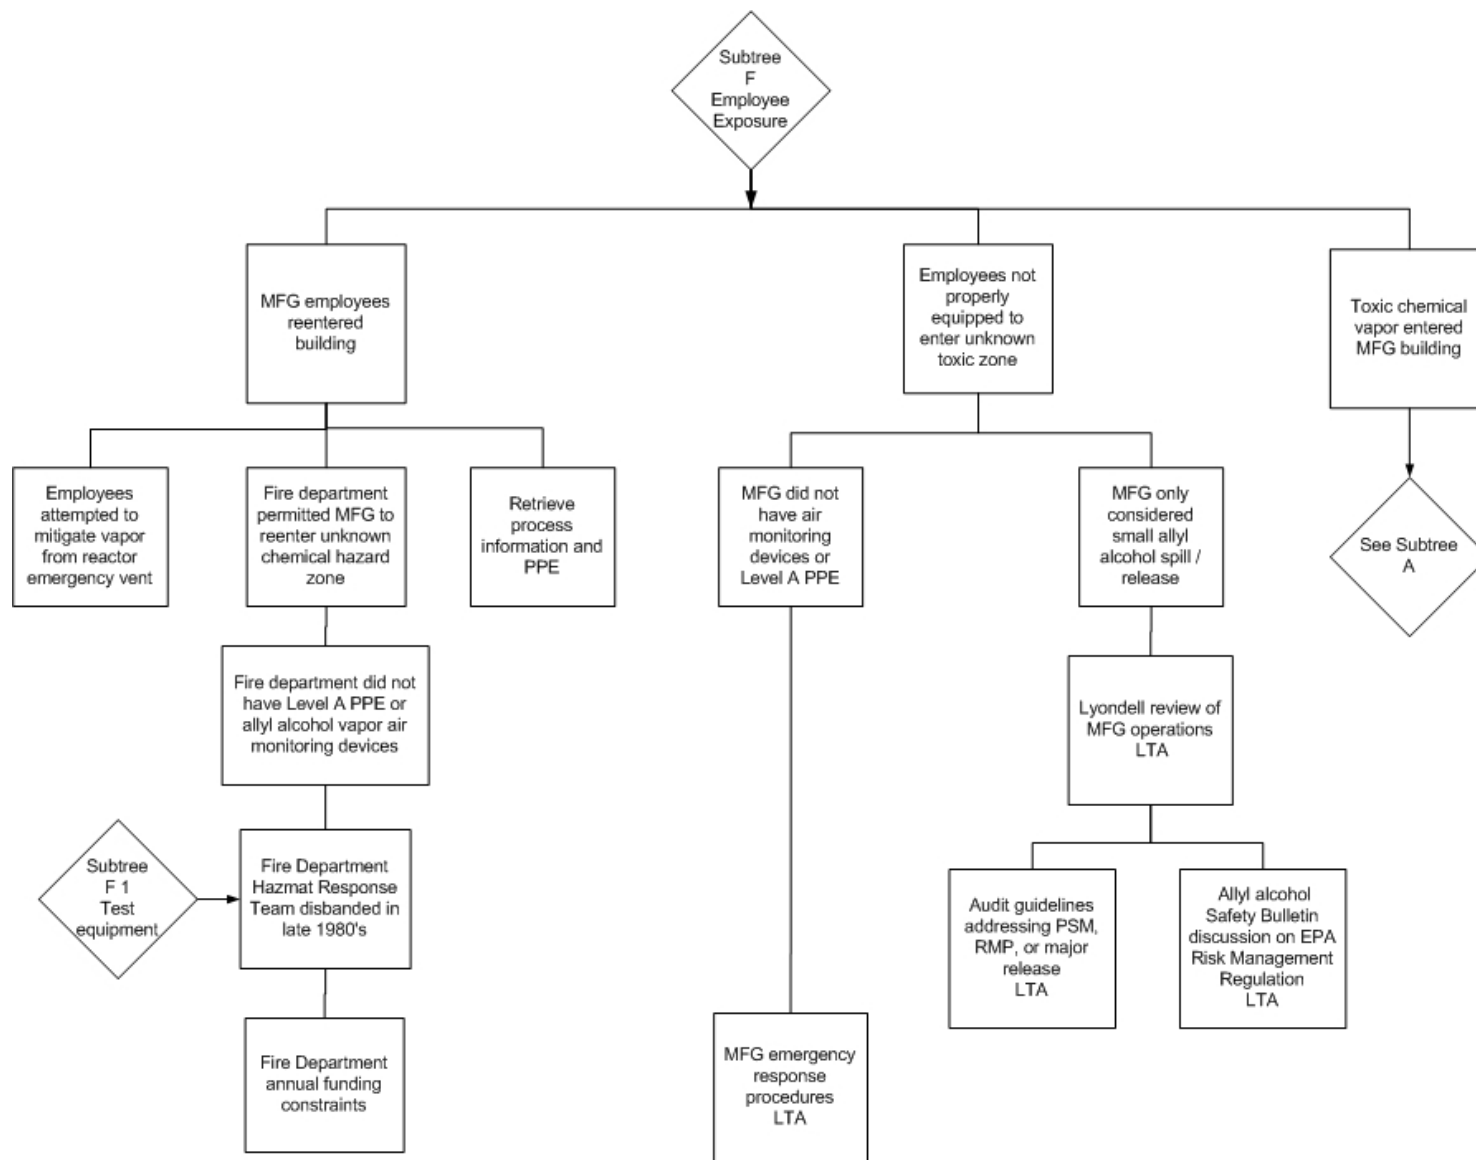 Subtree
F
Employee
Exposure
MFG employees
reentered
building
Employees not
properly
equipped to
enter unknown
toxic zone
Toxic chemical
vapor entered
MFG building
Employees
attempted to
mitigate vapor
from reactor
emergency vent
Fire department
permitted MFG to
reenter unknown
chemical hazard
zone
Retrieve
process
information and
PPE
MFG did not
have air
monitoring
devices or
Level A PPE
MFG only
considered
small allyl
alcohol spill /
release
See Subtree
A
Fire department did not
have Level A PPE or
allyl alcohol vapor air
monitoring devices
Lyondell review of
MFG operations
LTA
Subtree
F 1
Test
equipment
Fire Department
Hazmat Response
Team disbanded in
late 1980's
Audit guidelines
addressing PSM,
RMP, or major
release
LTA
Allyl alcohol
Safety Bulletin
discussion on EPA
Risk Management
Regulation
LTA
Fire Department
annual funding
constraints
MFG emergency
response
procedures
LTA